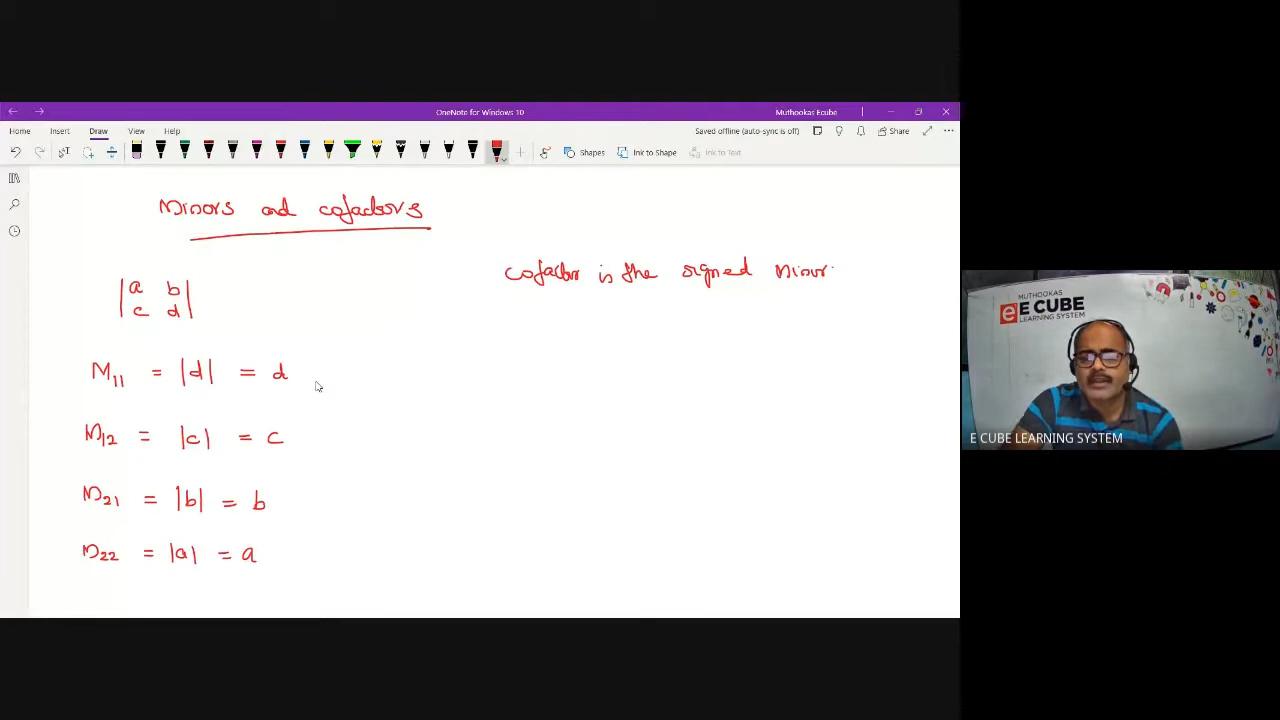 OneNote for Windows 10
Muthookas Ecube
Home Insert Draw View Help
Saved offline (auto-sync is off)
Share
Shapes
Ink to Shape
Ink to Text
Minors and cofactors
cofactor is the signed minor.
|a b|
|c d|
M11 = |d| = d
M12 = |c| = c
M21 = |b| = b
M22 = |a| = a
MUTHOOKAS
e E CUBE
LEARNING SYSTEM
E CUBE LEARNING SYSTEM